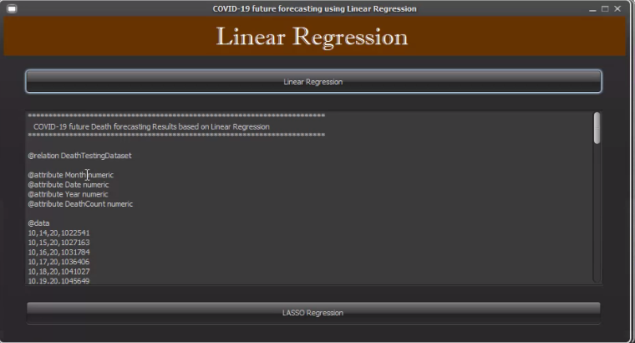 COVID-19 future forecasting using Linear Regression
Linear Regression
Linear Regression
==============================================================
COVID-19 future Death forecasting Results based on Linear Regression
==============================================================
@relation DeathTestingDataset
@attribute Month numeric
@attribute Date numeric
@attribute Year numeric
@attribute DeathCount numeric
@data
10,14,20,1022541
10,15,20,1027163
10,16,20,1031784
10,17,20,1036406
10,18,20,1041027
10,19,20,1045649
LASSO Regression